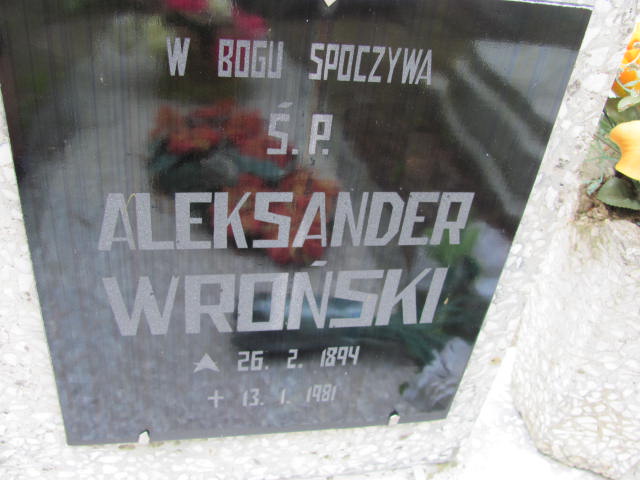 W BOGU SPOCZYWA
Ś.P.
ALEKSANDER
WROŃSKI
26. 2. 1894
+ 13. 1. 1981